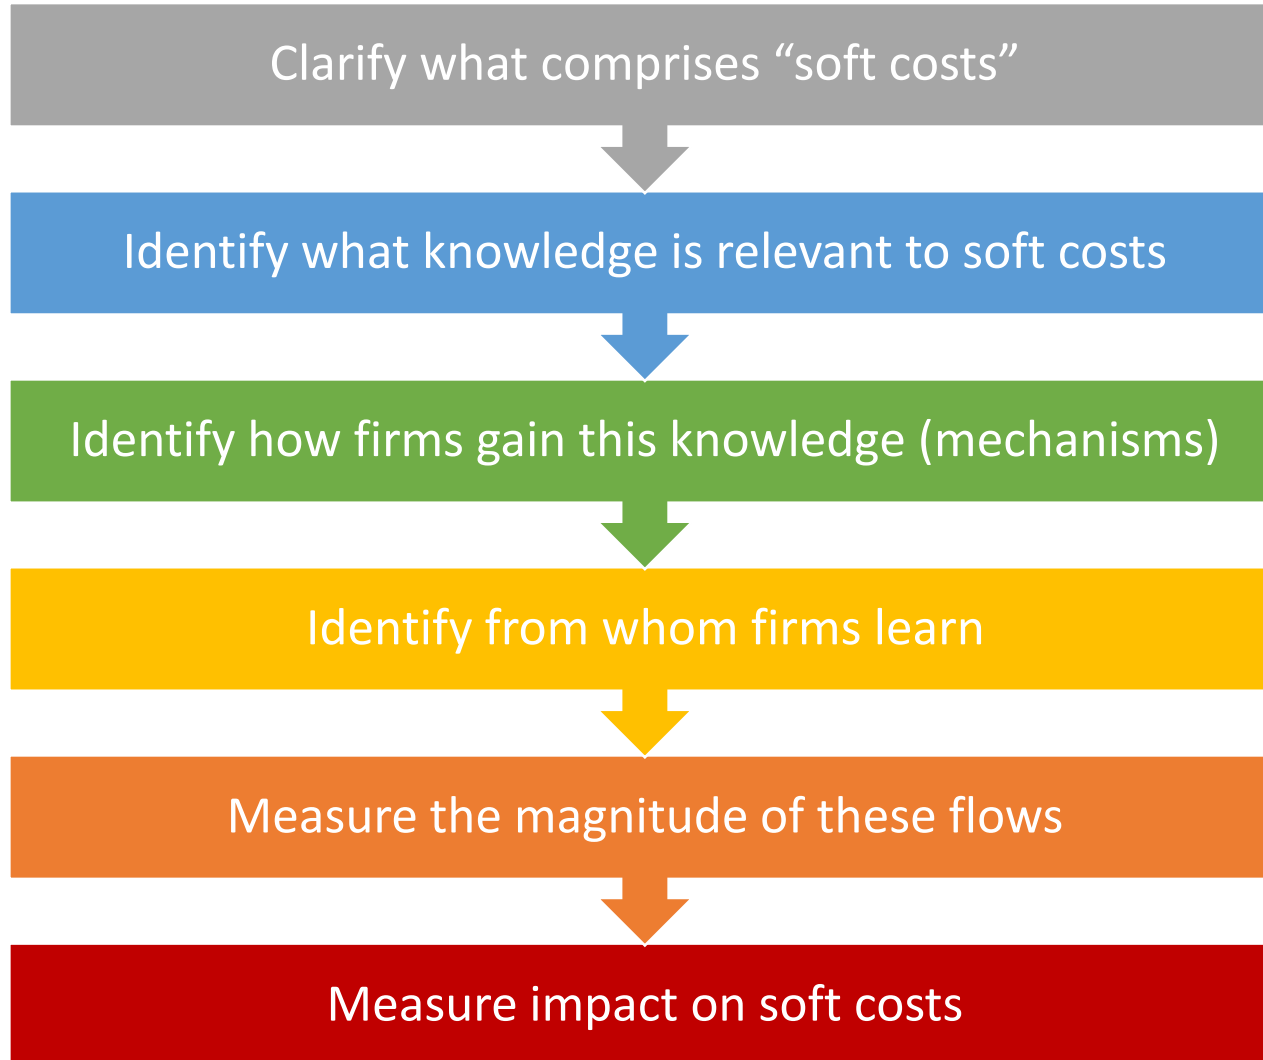 Clarify what comprises “soft costs”
Identify what knowledge is relevant to soft costs
Identify how firms gain this knowledge (mechanisms)
Identify from whom firms learn
Measure the magnitude of these flows
Measure impact on soft costs